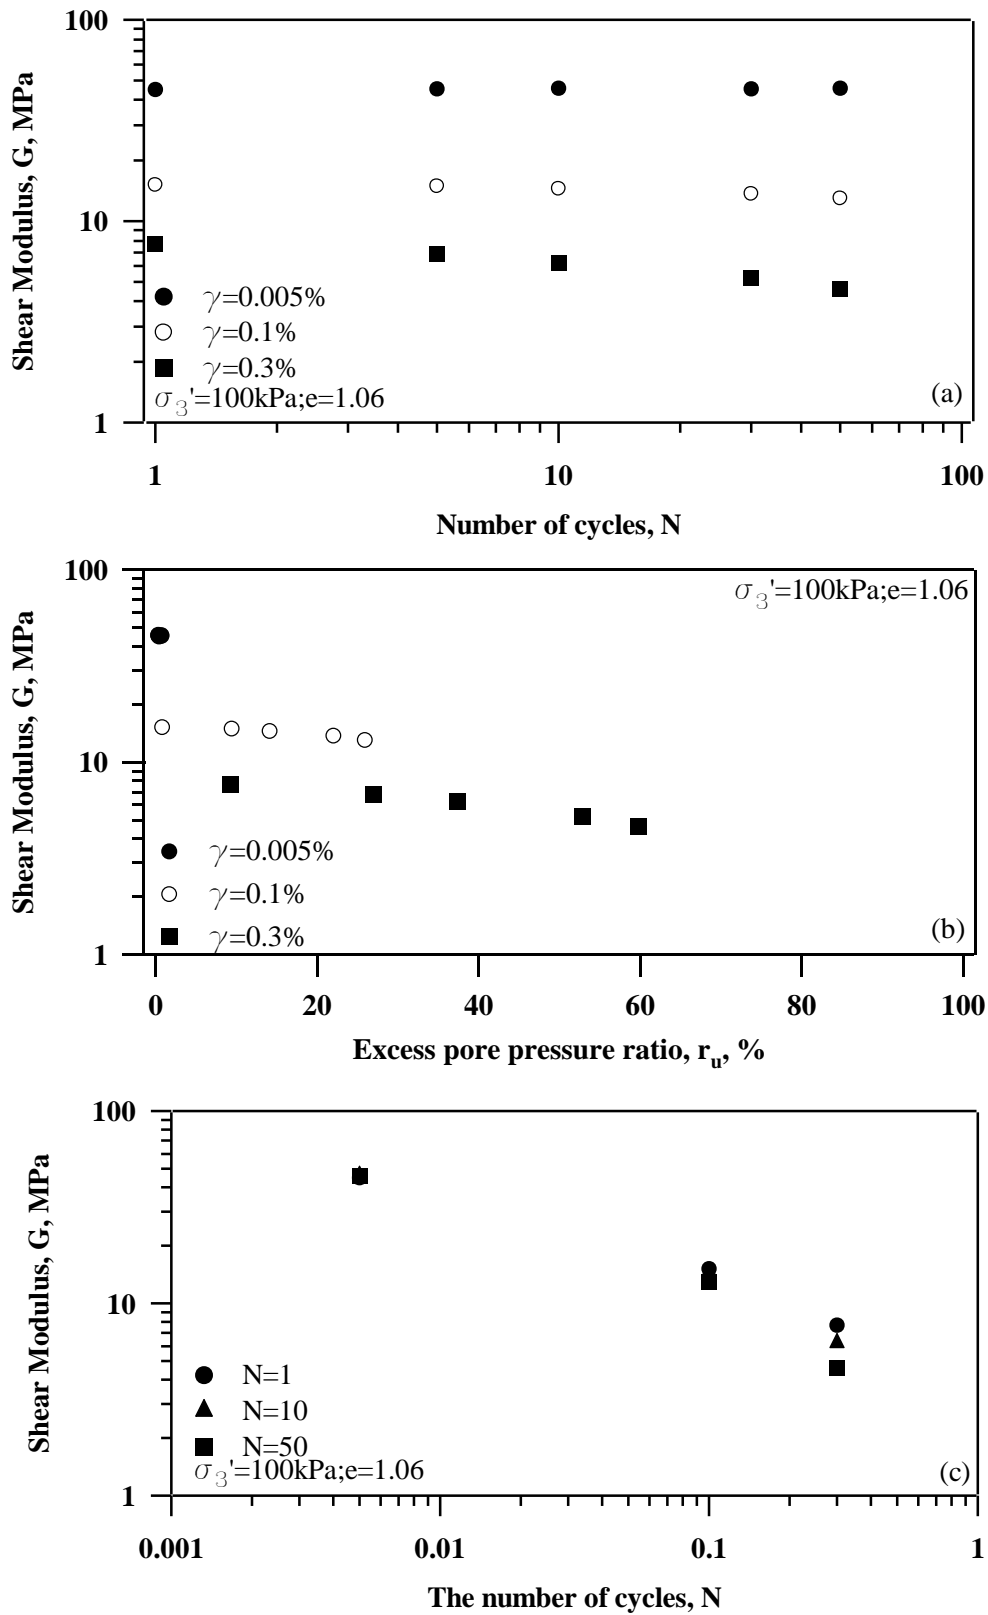 100
10
1
Shear Modulus, G, MPa
γ=0.005%
γ=0.1%
γ=0.3%
σ3'=100kPa;e=1.06
(a)
1 10 100
Number of cycles, N
100
10
1
Shear Modulus, G, MPa
σ3'=100kPa;e=1.06
γ=0.005%
γ=0.1%
γ=0.3%
(b)
0 20 40 60 80 100
Excess pore pressure ratio, ru, %
100
10
1
Shear Modulus, G, MPa
N=1
N=10
N=50
σ3'=100kPa;e=1.06
(c)
0.001 0.01 0.1 1
The number of cycles, N